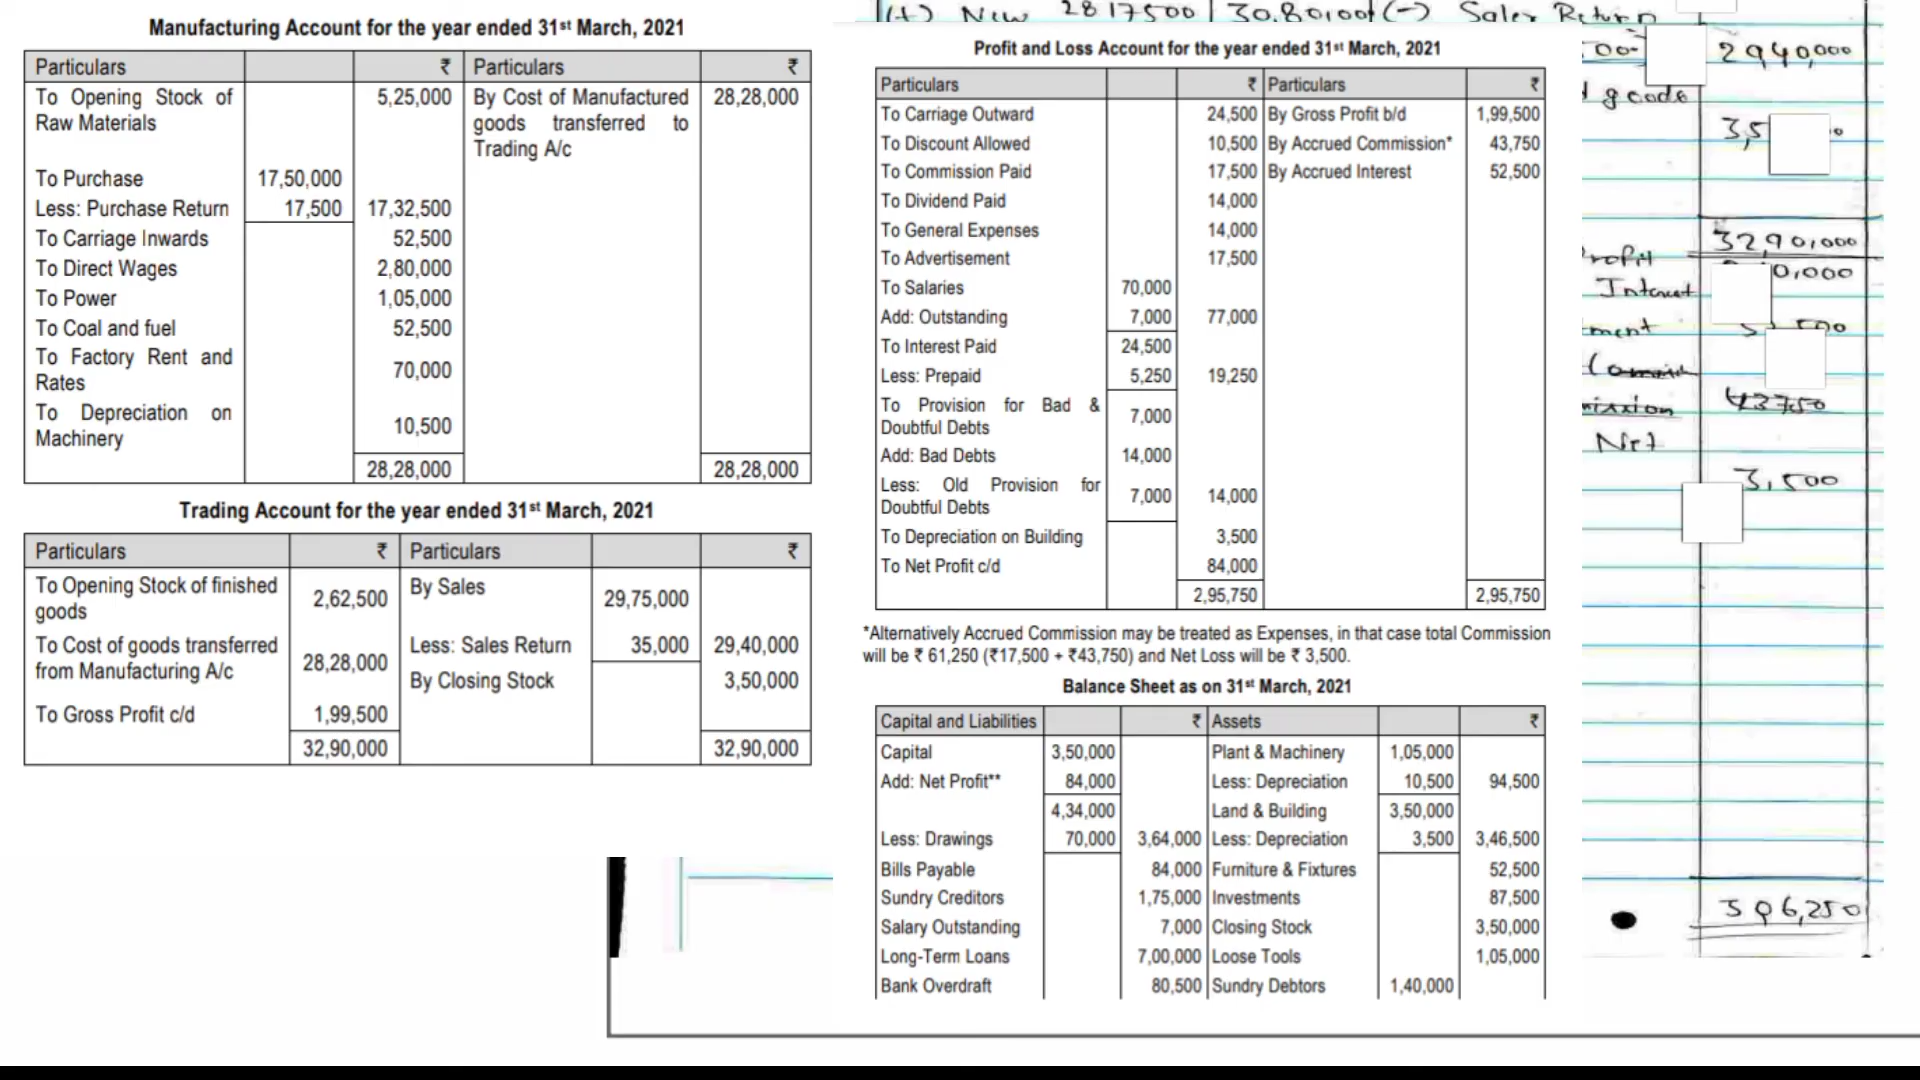 Manufacturing Account for the year ended 31st March, 2021
Particulars ₹ Particulars ₹
To Opening Stock of Raw Materials 5,25,000 By Cost of Manufactured goods transferred to Trading A/c 28,28,000
To Purchase 17,50,000
Less: Purchase Return 17,500 17,32,500
To Carriage Inwards 52,500
To Direct Wages 2,80,000
To Power 1,05,000
To Coal and fuel 52,500
To Factory Rent and Rates 70,000
To Depreciation on Machinery 10,500
28,28,000 28,28,000
Trading Account for the year ended 31st March, 2021
Particulars ₹ Particulars ₹
To Opening Stock of finished goods 2,62,500 By Sales 29,75,000
To Cost of goods transferred from Manufacturing A/c 28,28,000 Less: Sales Return 35,000 29,40,000
By Closing Stock 3,50,000
To Gross Profit c/d 1,99,500
32,90,000 32,90,000
(+) New 2817500 30,80,000 (-) Sales Return
Profit and Loss Account for the year ended 31st March, 2021
Particulars ₹ Particulars ₹
To Carriage Outward 24,500 By Gross Profit b/d 1,99,500
To Discount Allowed 10,500 By Accrued Commission* 43,750
To Commission Paid 17,500 By Accrued Interest 52,500
To Dividend Paid 14,000
To General Expenses 14,000
To Advertisement 17,500
To Salaries 70,000
Add: Outstanding 7,000 77,000
To Interest Paid 24,500
Less: Prepaid 5,250 19,250
To Provision for Bad & Doubtful Debts 7,000
Add: Bad Debts 14,000
Less: Old Provision for Doubtful Debts 7,000 14,000
To Depreciation on Building 3,500
To Net Profit c/d 84,000
2,95,750 2,95,750
*Alternatively Accrued Commission may be treated as Expenses, in that case total Commission
will be ₹ 61,250 (₹17,500 + ₹43,750) and Net Loss will be ₹ 3,500.
Balance Sheet as on 31st March, 2021
Capital and Liabilities ₹ Assets ₹
Capital 3,50,000 Plant & Machinery 1,05,000
Add: Net Profit** 84,000 Less: Depreciation 10,500 94,500
4,34,000 Land & Building 3,50,000
Less: Drawings 70,000 3,64,000 Less: Depreciation 3,500 3,46,500
Bills Payable 84,000 Furniture & Fixtures 52,500
Sundry Creditors 1,75,000 Investments 87,500
Salary Outstanding 7,000 Closing Stock 3,50,000
Long-Term Loans 7,00,000 Loose Tools 1,05,000
Bank Overdraft 80,500 Sundry Debtors 1,40,000
2940,000
goods
3290,000
Interest
43750
Net
3,500